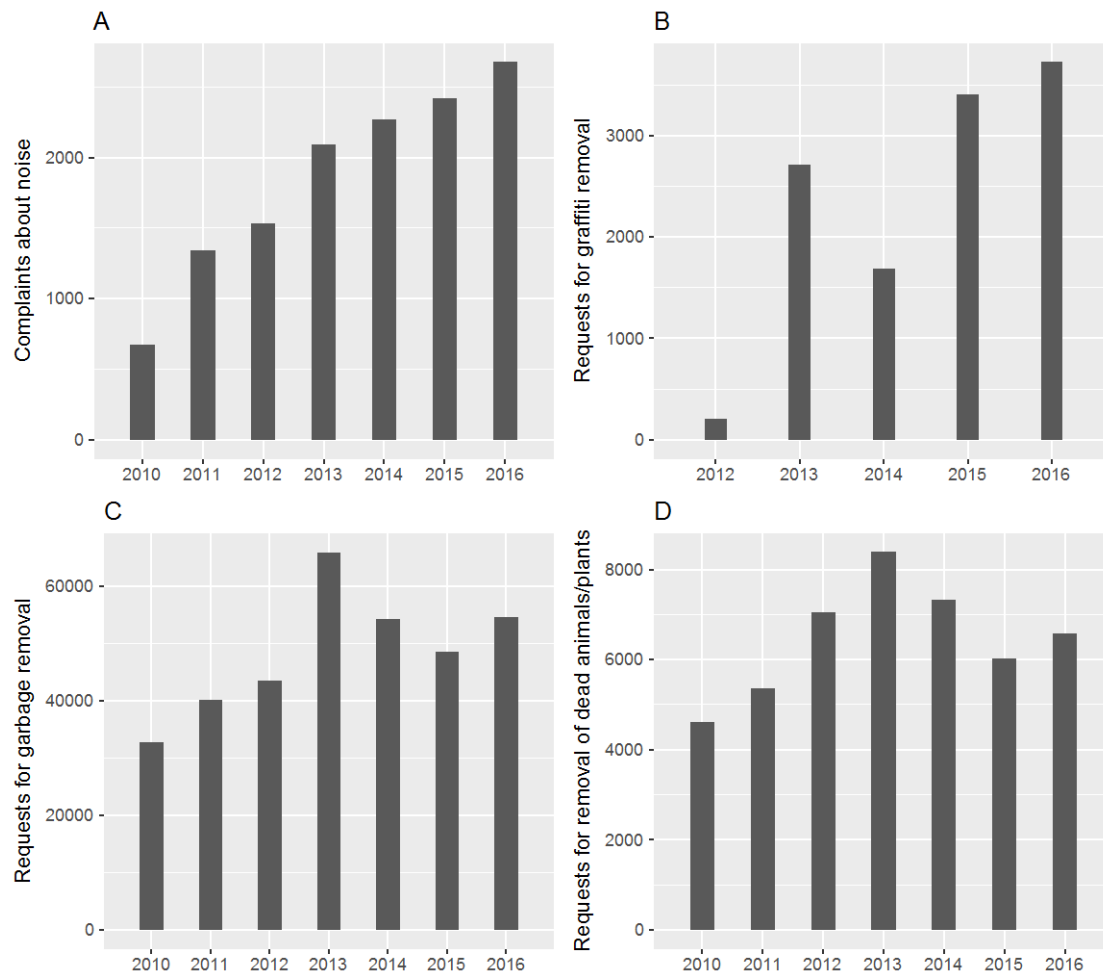 A
Complaints about noise
2000
1000
0
2010 2011 2012 2013 2014 2015 2016
B
Requests for graffiti removal
3000
2000
1000
0
2012 2013 2014 2015 2016
C
Requests for garbage removal
60000
40000
20000
0
2010 2011 2012 2013 2014 2015 2016
D
Requests for removal of dead animals/plants
8000
6000
4000
2000
0
2010 2011 2012 2013 2014 2015 2016